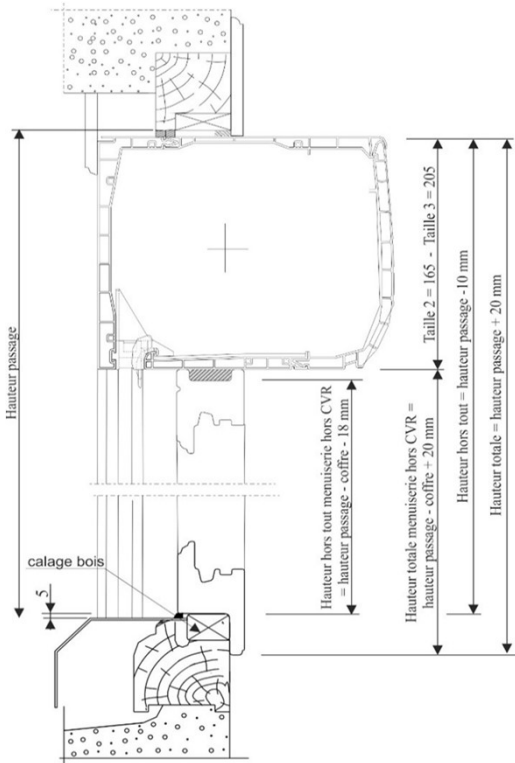 Hauteur passage
calage bois
5
Hauteur hors tout menuiserie hors CVR
= hauteur passage - coffre - 18 mm
Hauteur totale menuiserie hors CVR =
hauteur passage - coffre + 20 mm
Taille 2 = 165 - Taille 3 = 205
Hauteur hors tout = hauteur passage -10 mm
Hauteur totale = hauteur passage + 20 mm